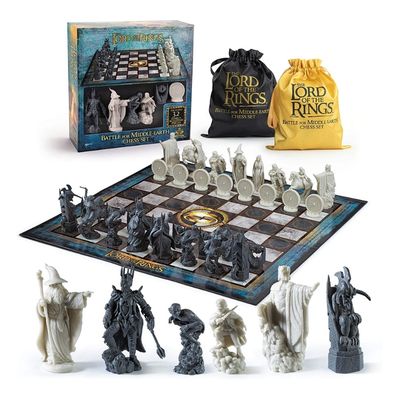 THE
LORD
OF THE
RINGS
BATTLE FOR MIDDLE-EARTH
CHESS SET
THE
LORD
OF THE
RINGS
BATTLE FOR MIDDLE-EARTH
CHESS SET
THE
LORD
OF THE
RINGS
BATTLE FOR MIDDLE-EARTH
CHESS SET